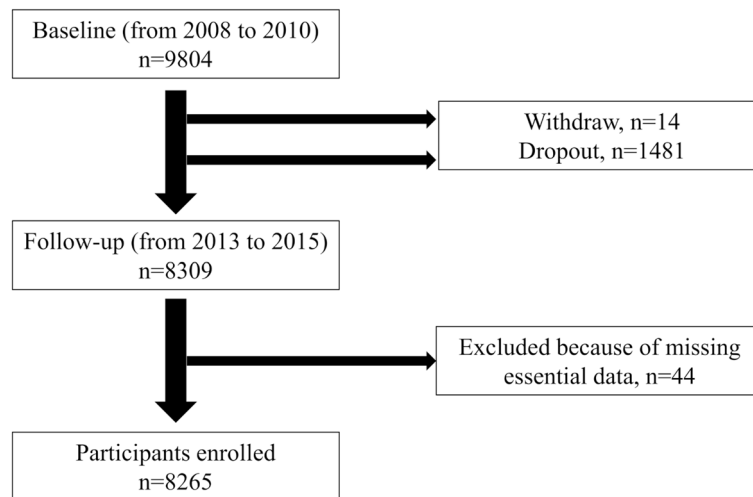 Baseline (from 2008 to 2010)
n=9804
Withdraw, n=14
Dropout, n=1481
Follow-up (from 2013 to 2015)
n=8309
Excluded because of missing
essential data, n=44
Participants enrolled
n=8265